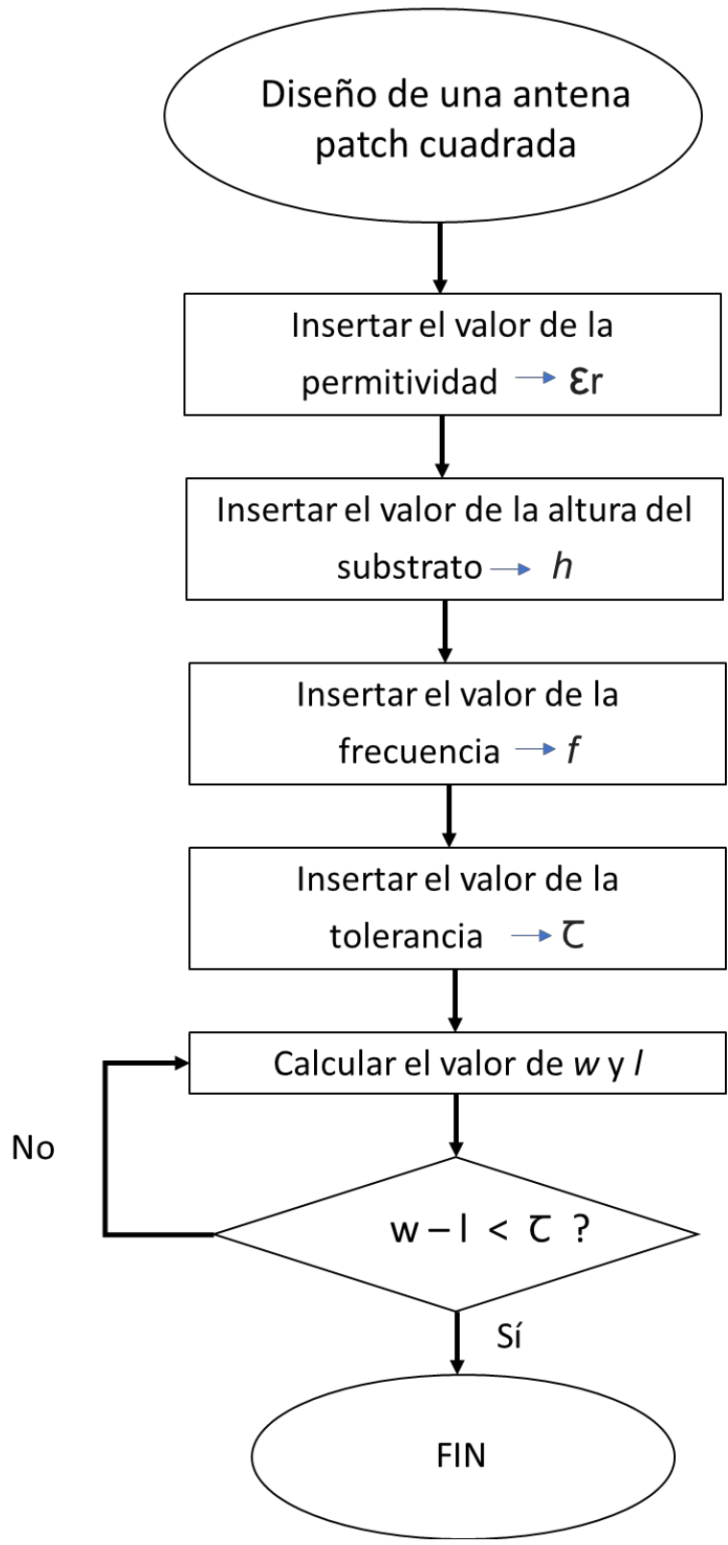 Diseño de una antena
patch cuadrada
Insertar el valor de la
permitividad → Ɛr
Insertar el valor de la altura del
substrato → h
Insertar el valor de la
frecuencia → f
Insertar el valor de la
tolerancia → Ꞇ
Calcular el valor de w y l
No
w – l < Ꞇ ?
Sí
FIN